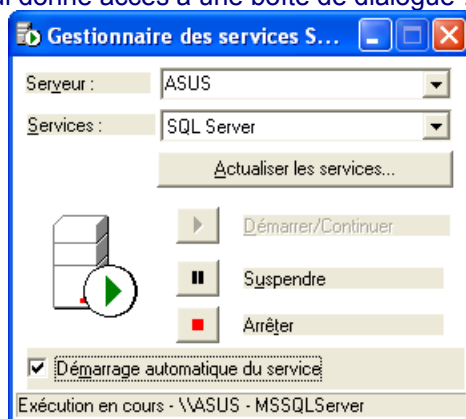 ui donne accès à une boîte de dialogue
Gestionnaire des services S...
Serveur : ASUS
Services : SQL Server
Actualiser les services...
Démarrer/Continuer
Suspendre
Arrêter
Démarrage automatique du service
Exécution en cours - \\ASUS - MSSQLServer